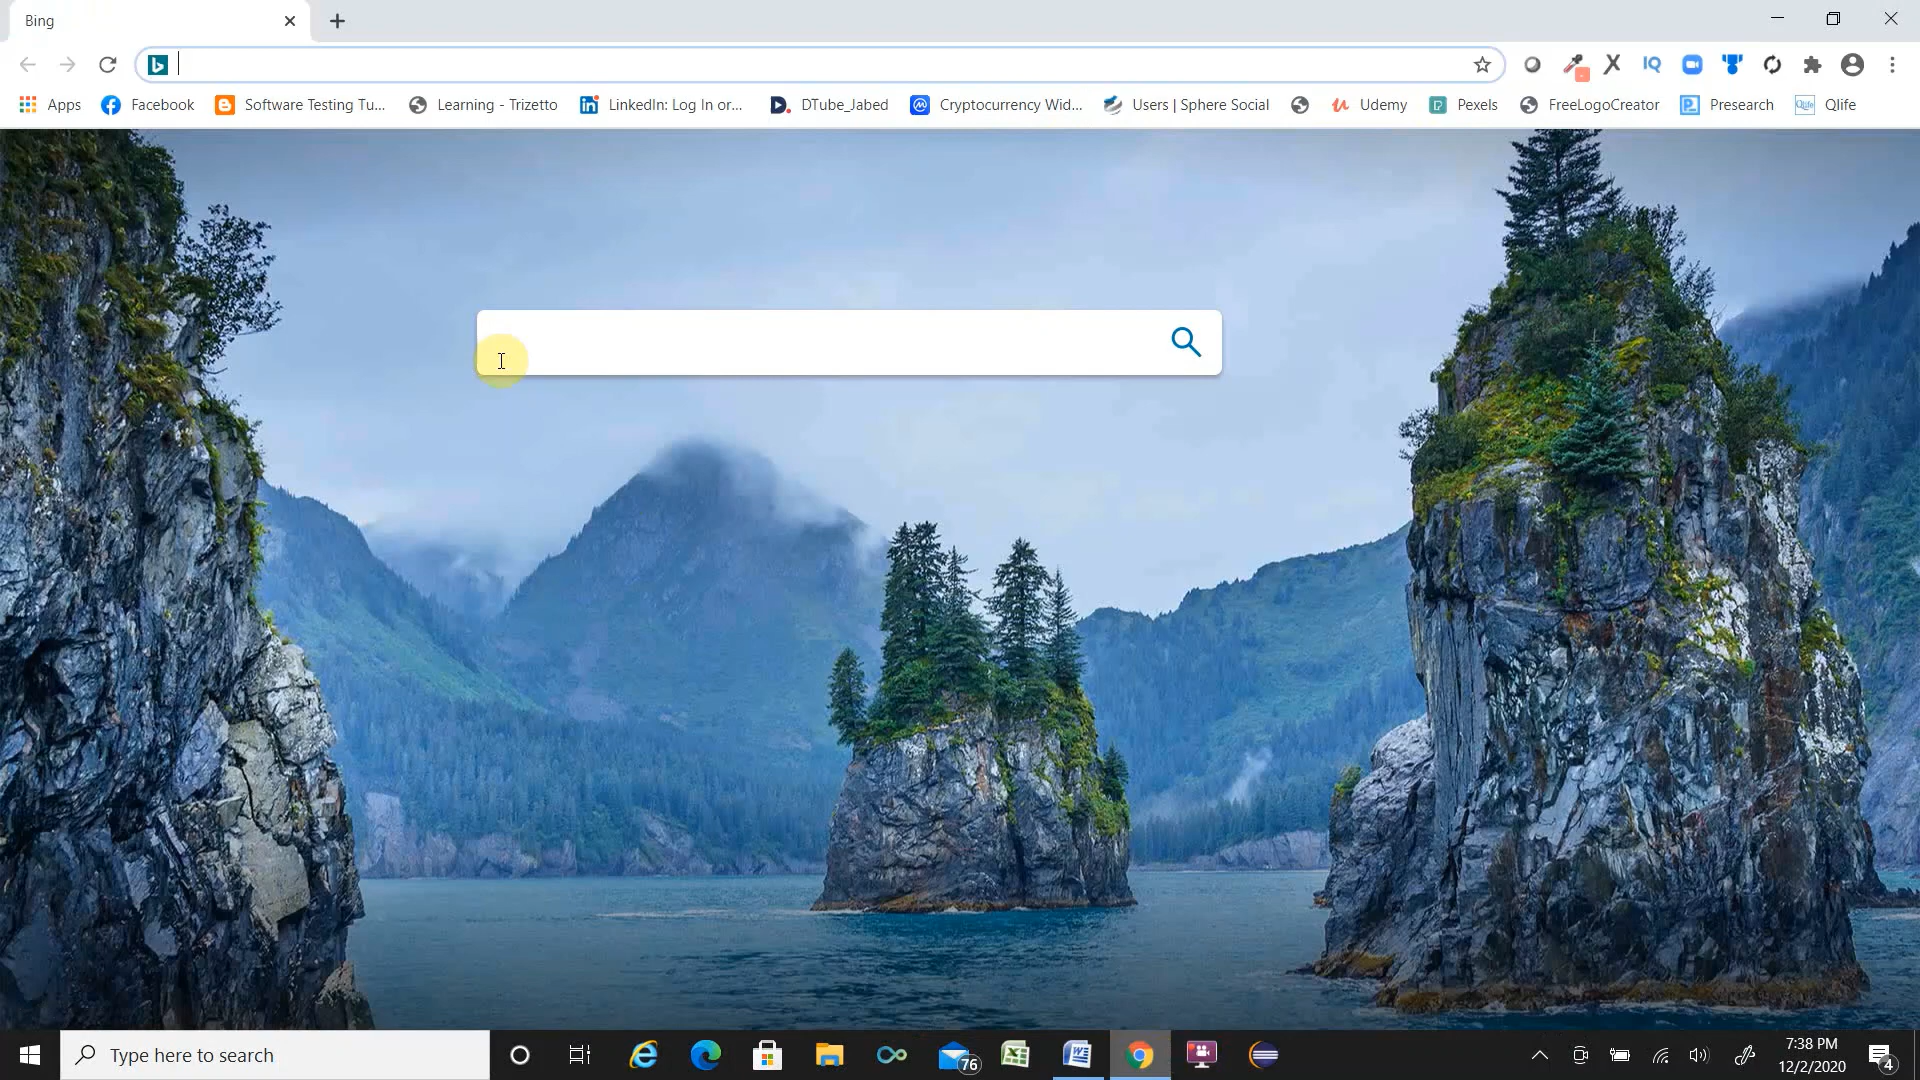 Bing
Apps Facebook Software Testing Tu... Learning - Trizetto LinkedIn: Log In or... DTube_Jabed Cryptocurrency Wid... Users | Sphere Social Udemy Pexels FreeLogoCreator Presearch Qlife
IQ
Type here to search
76
7:38 PM
12/2/2020
4